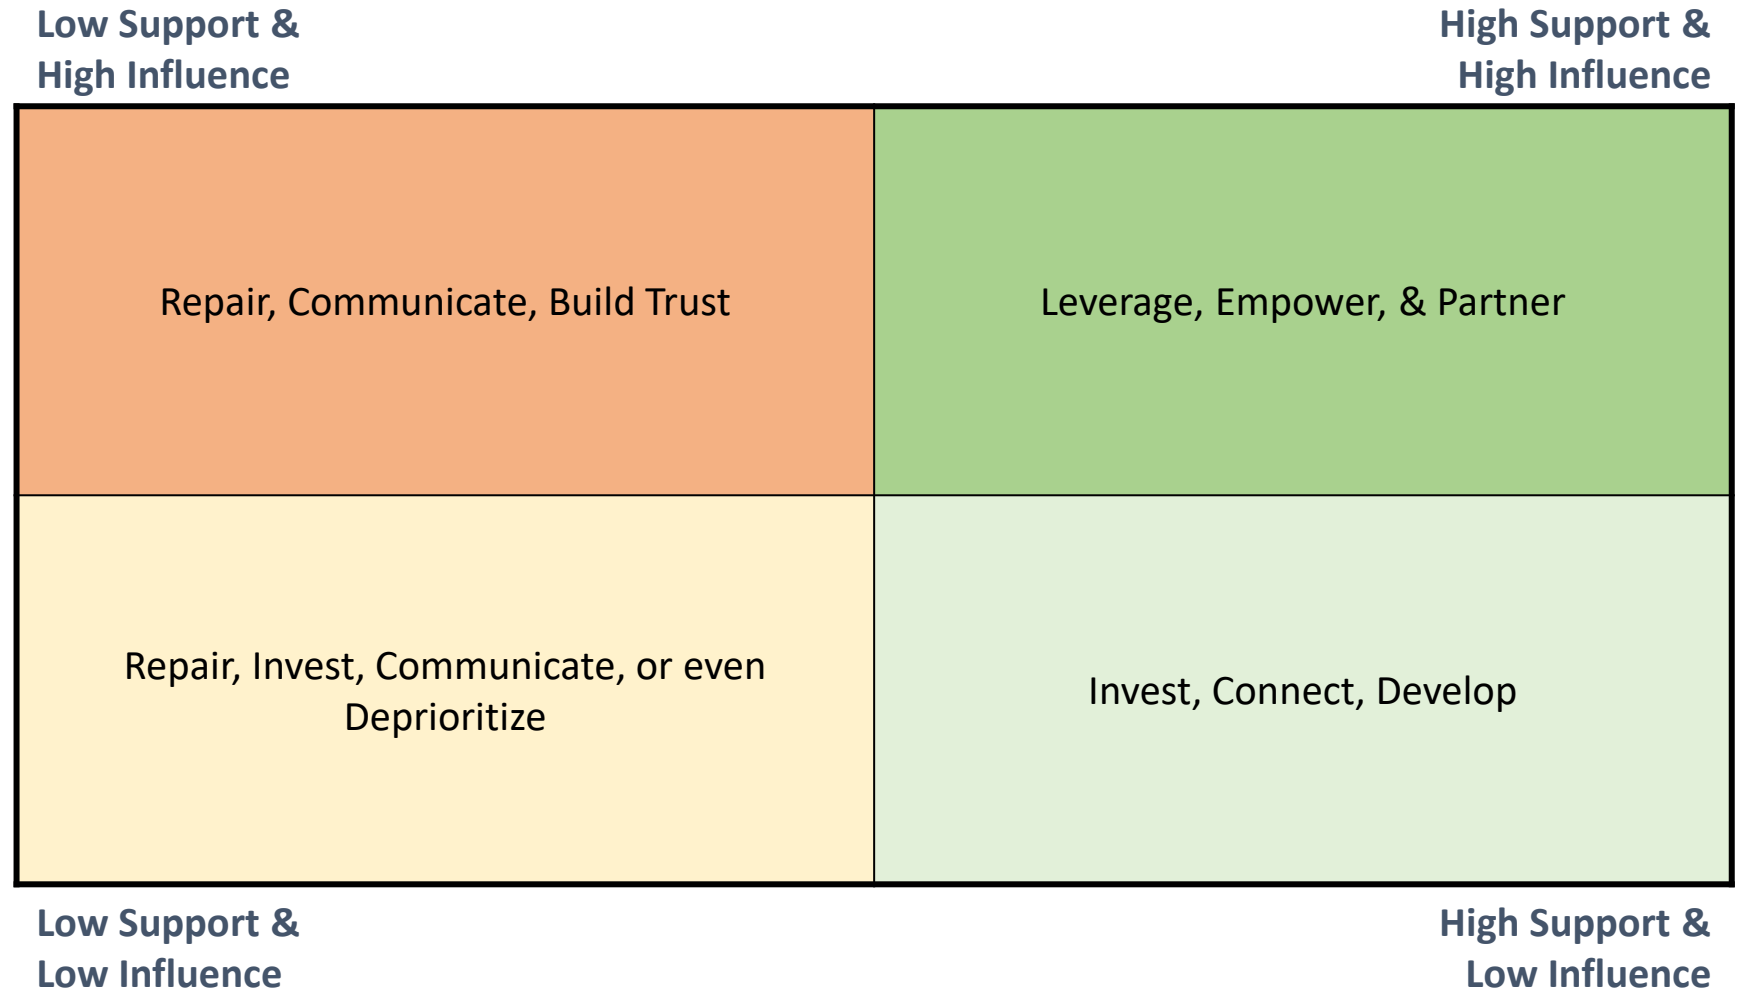 Low Support &
High Influence
High Support &
High Influence
Repair, Communicate, Build Trust
Leverage, Empower, & Partner
Repair, Invest, Communicate, or even
Deprioritize
Invest, Connect, Develop
Low Support &
Low Influence
High Support &
Low Influence